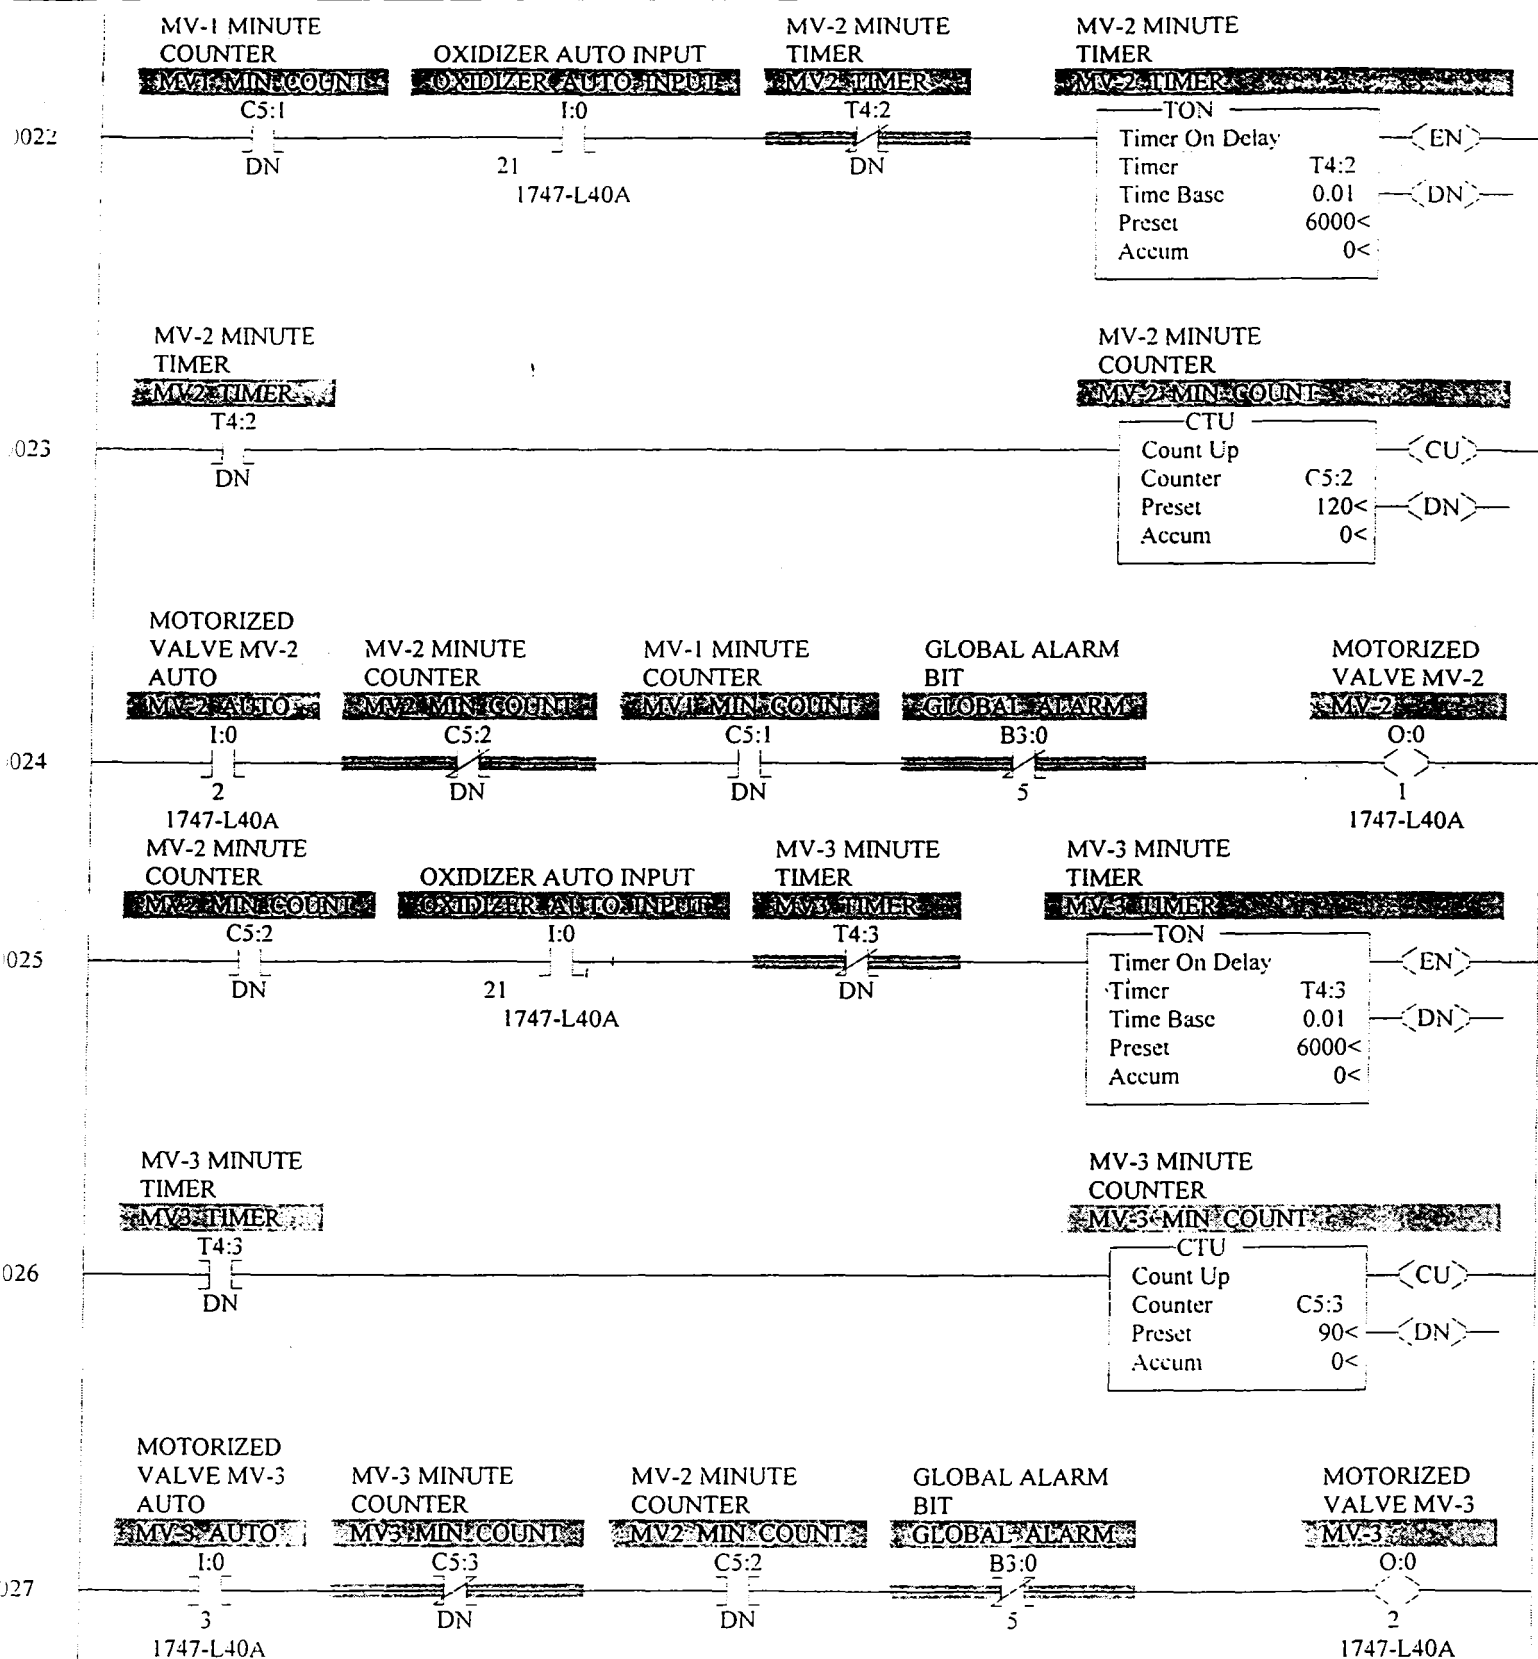 MV-1 MINUTE COUNTER
MV1 MIN COUNT
C5:1
DN
OXIDIZER AUTO INPUT
OXIDIZER AUTO INPUT
I:0
21
1747-L40A
MV-2 MINUTE TIMER
MV2 TIMER
T4:2
DN
MV-2 MINUTE TIMER
MV-2 TIMER
TON
Timer On Delay
Timer T4:2
Time Base 0.01
Preset 6000<
Accum 0<
EN
DN
MV-2 MINUTE TIMER
MV2 TIMER
T4:2
0023
DN
MV-2 MINUTE COUNTER
MV-2 MIN COUNT
CTU
Count Up
Counter C5:2
Preset 120<
Accum 0<
CU
DN
MOTORIZED VALVE MV-2 AUTO
MV-2 AUTO
I:0
024
2
1747-L40A
MV-2 MINUTE COUNTER
MV2 MIN COUNT
C5:2
DN
MV-1 MINUTE COUNTER
MV1 MIN COUNT
C5:1
DN
GLOBAL ALARM BIT
GLOBAL ALARM
B3:0
5
MOTORIZED VALVE MV-2
MV-2
O:0
1
1747-L40A
MV-2 MINUTE COUNTER
MV2 MIN COUNT
C5:2
025
DN
OXIDIZER AUTO INPUT
OXIDIZER AUTO INPUT
I:0
21
1747-L40A
MV-3 MINUTE TIMER
MV3 TIMER
T4:3
DN
MV-3 MINUTE TIMER
MV-3 TIMER
TON
Timer On Delay
Timer T4:3
Time Base 0.01
Preset 6000<
Accum 0<
EN
DN
MV-3 MINUTE TIMER
MV3 TIMER
T4:3
026
DN
MV-3 MINUTE COUNTER
MV-3 MIN COUNT
CTU
Count Up
Counter C5:3
Preset 90<
Accum 0<
CU
DN
MOTORIZED VALVE MV-3 AUTO
MV-3 AUTO
I:0
027
3
1747-L40A
MV-3 MINUTE COUNTER
MV3 MIN COUNT
C5:3
DN
MV-2 MINUTE COUNTER
MV2 MIN COUNT
C5:2
DN
GLOBAL ALARM BIT
GLOBAL ALARM
B3:0
5
MOTORIZED VALVE MV-3
MV-3
O:0
2
1747-L40A